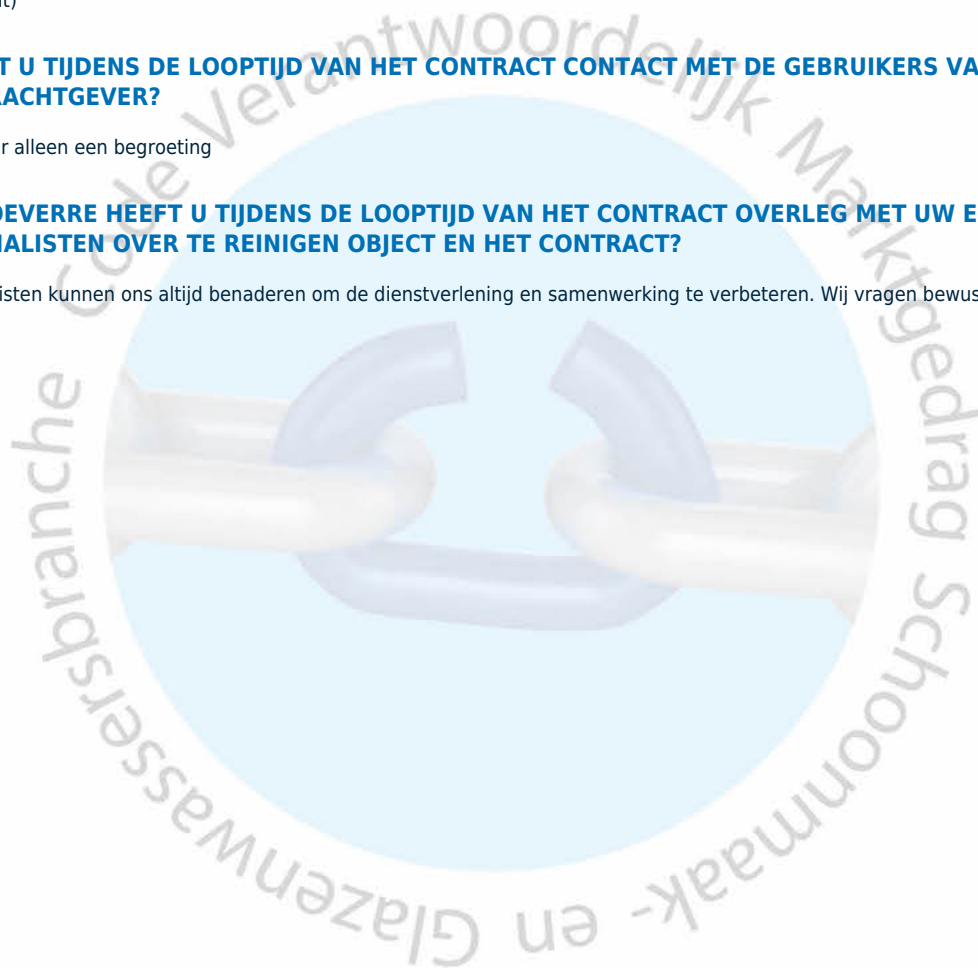 t)
T U TIJDENS DE LOOPTIJD VAN HET CONTRACT CONTACT MET DE GEBRUIKERS VA
RACHTGEVER?
r alleen een begroeting
OEVERRE HEEFT U TIJDENS DE LOOPTIJD VAN HET CONTRACT OVERLEG MET UW E
IALISTEN OVER TE REINIGEN OBJECT EN HET CONTRACT?
isten kunnen ons altijd benaderen om de dienstverlening en samenwerking te verbeteren. Wij vragen bewus
Code Verantwoordelijk Marktgedrag Schoonmaak- en Glazenwassersbranche